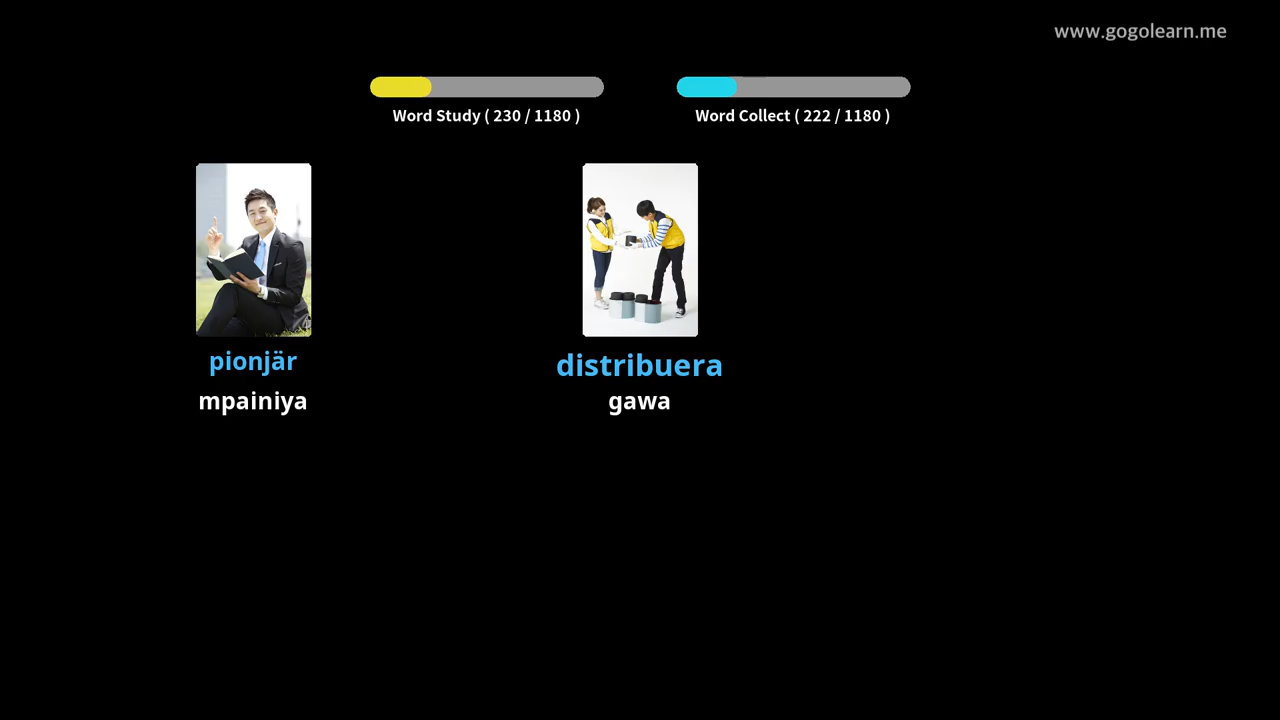 www.gogolearn.me
Word Study ( 230 / 1180 )
Word Collect ( 222 / 1180 )
pionjär
mpainiya
distribuera
gawa